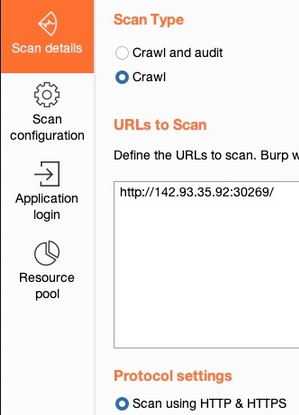 Scan details
Scan
configuration
Application
login
Resource
pool
Scan Type
Crawl and audit
Crawl
URLs to Scan
Define the URLs to scan. Burp w
http://142.93.35.92:30269/
Protocol settings
Scan using HTTP & HTTPS